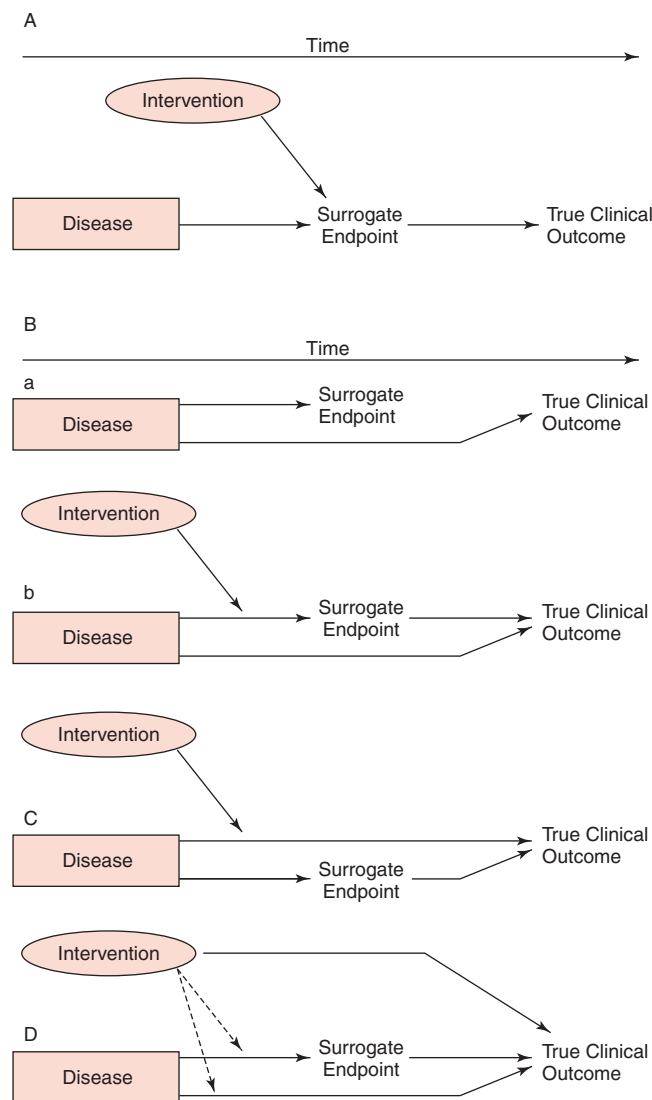 A
Time
Intervention
Disease
Surrogate
Endpoint
True Clinical
Outcome
B
Time
a
Disease
Surrogate
Endpoint
True Clinical
Outcome
Intervention
b
Disease
Surrogate
Endpoint
True Clinical
Outcome
Intervention
C
Disease
Surrogate
Endpoint
True Clinical
Outcome
Intervention
D
Disease
Surrogate
Endpoint
True Clinical
Outcome